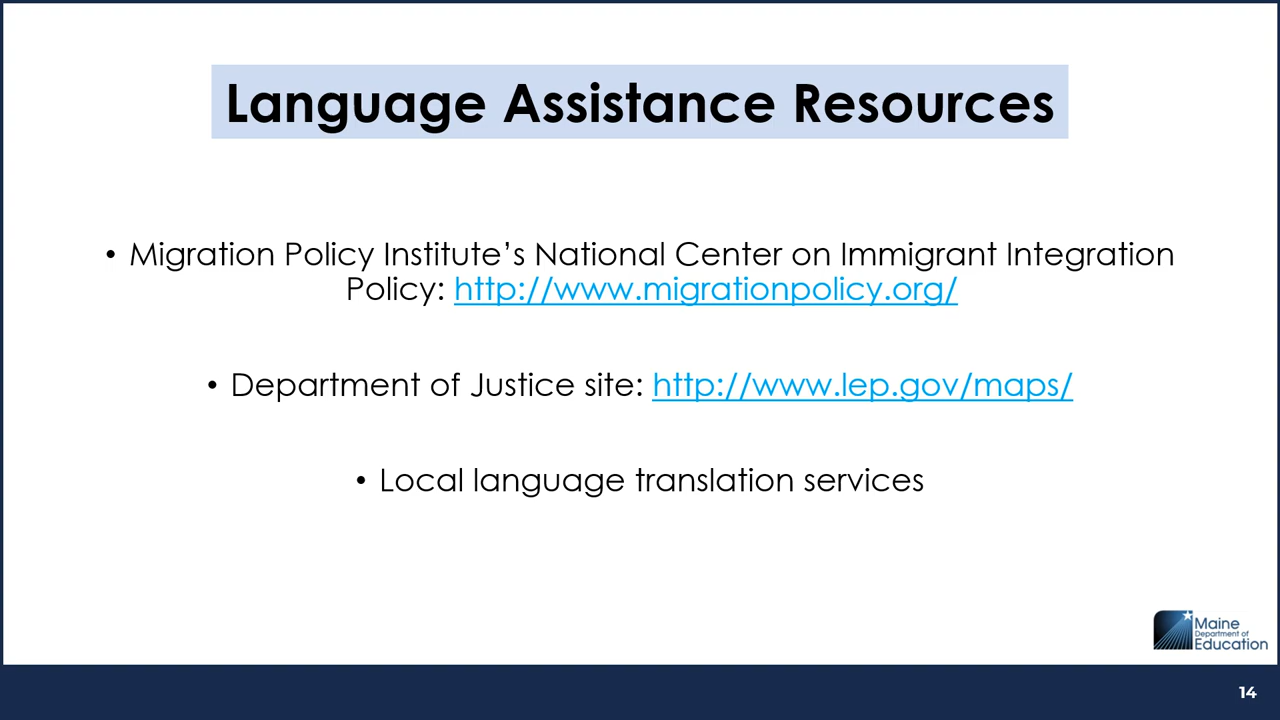 Language Assistance Resources
• Migration Policy Institute’s National Center on Immigrant Integration
Policy: http://www.migrationpolicy.org/
• Department of Justice site: http://www.lep.gov/maps/
• Local language translation services
Maine
Department of
Education
14